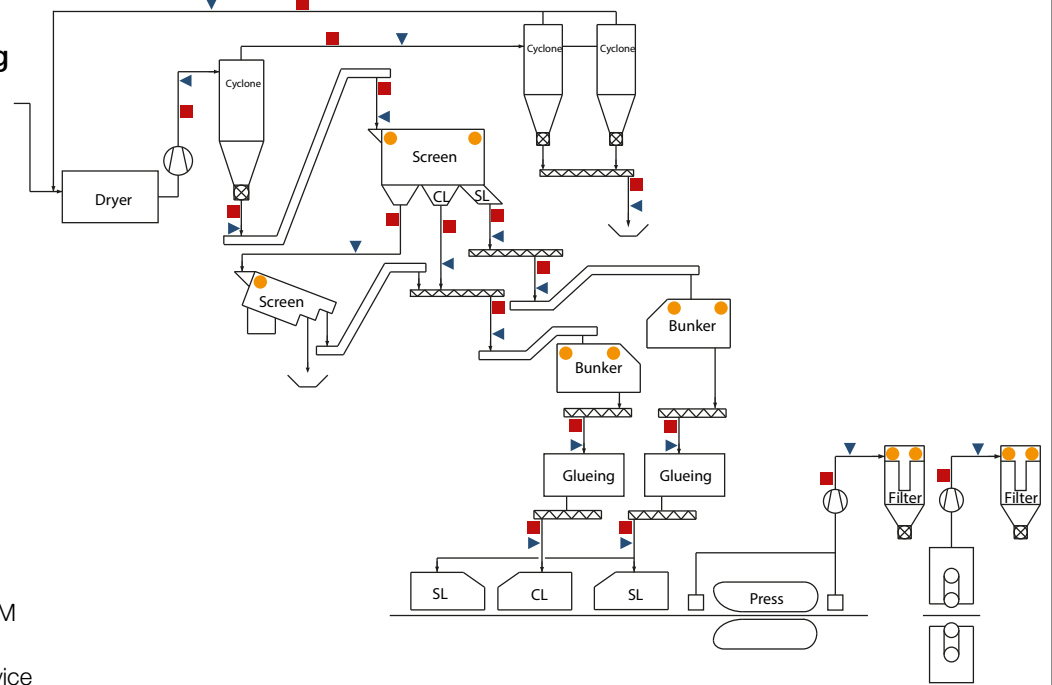 g
Cyclone
Cyclone
Cyclone
Screen
CL
SL
Dryer
Screen
Bunker
Bunker
Glueing
Glueing
Filter
Filter
SL
CL
SL
Press
M
vice